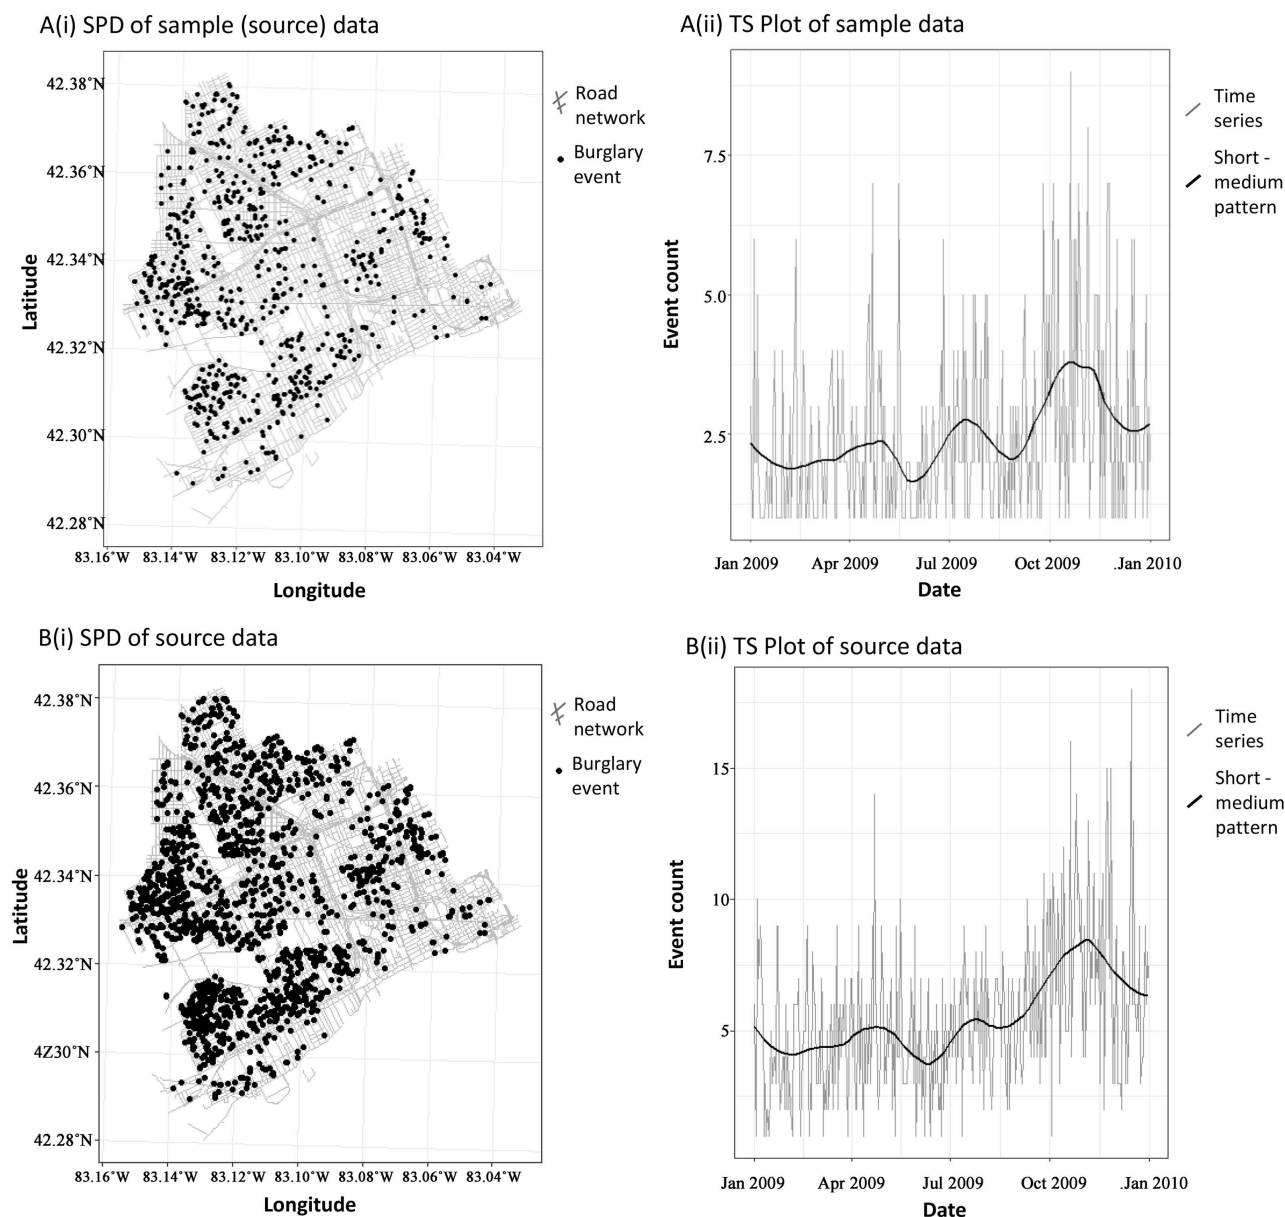 A(i) SPD of sample (source) data
42.38°N
42.36°N
42.34°N
42.32°N
42.30°N
42.28°N
83.16°W 83.14°W 83.12°W 83.10°W 83.08°W 83.06°W 83.04°W
Latitude
Longitude
Road
network
Burglary
event
A(ii) TS Plot of sample data
7.5
5.0
2.5
Event count
Jan 2009 Apr 2009 Jul 2009 Oct 2009 .Jan 2010
Date
Time
series
Short -
medium
pattern
B(i) SPD of source data
42.38°N
42.36°N
42.34°N
42.32°N
4730°N
42.28°N
83.16°W 83.14°W 83.12°W 83.10°W 83.08°W 83.06°W 83.04°W
Latitude
Longitude
Road
network
Burglary
event
B(ii) TS Plot of source data
15
10
5
Event count
Jan 2009 Apr 2009 Jul 2009 Oct 2009 .Jan 2010
Date
Time
series
Short -
medium
pattern